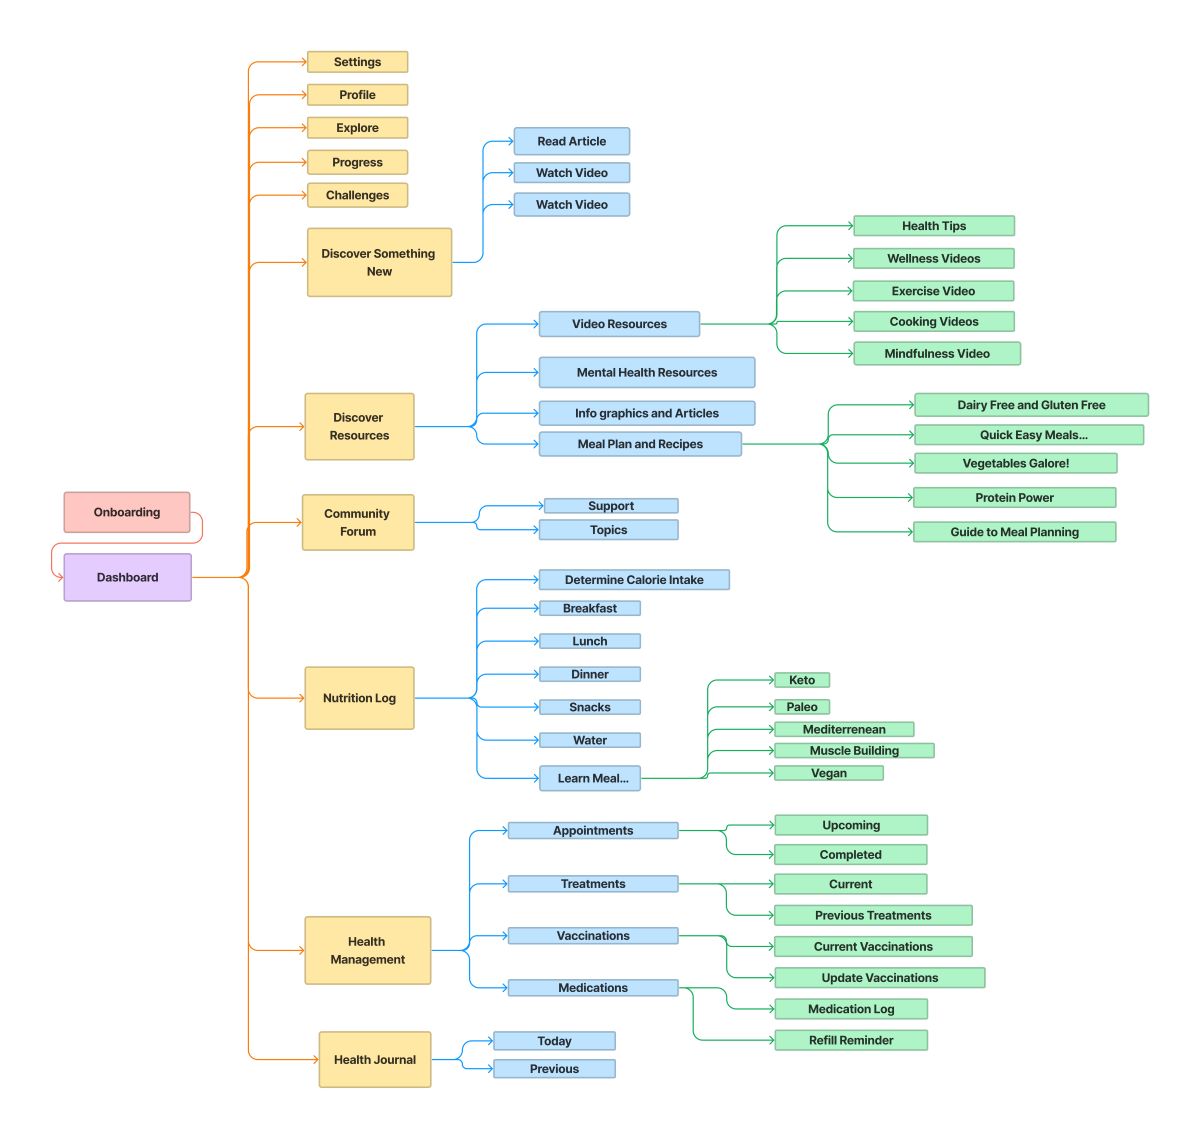 Settings
Profile
Explore
Progress
Challenges
Discover Something
New
Read Article
Watch Video
Watch Video
Health Tips
Wellness Videos
Exercise Video
Cooking Videos
Mindfulness Video
Video Resources
Mental Health Resources
Info graphics and Articles
Meal Plan and Recipes
Discover
Resources
Dairy Free and Gluten Free
Quick Easy Meals...
Vegetables Galore!
Protein Power
Guide to Meal Planning
Onboarding
Dashboard
Community
Forum
Support
Topics
Nutrition Log
Determine Calorie Intake
Breakfast
Lunch
Dinner
Snacks
Water
Learn Meal...
Keto
Paleo
Mediterrenean
Muscle Building
Vegan
Health
Management
Appointments
Treatments
Vaccinations
Medications
Upcoming
Completed
Current
Previous Treatments
Current Vaccinations
Update Vaccinations
Medication Log
Refill Reminder
Health Journal
Today
Previous